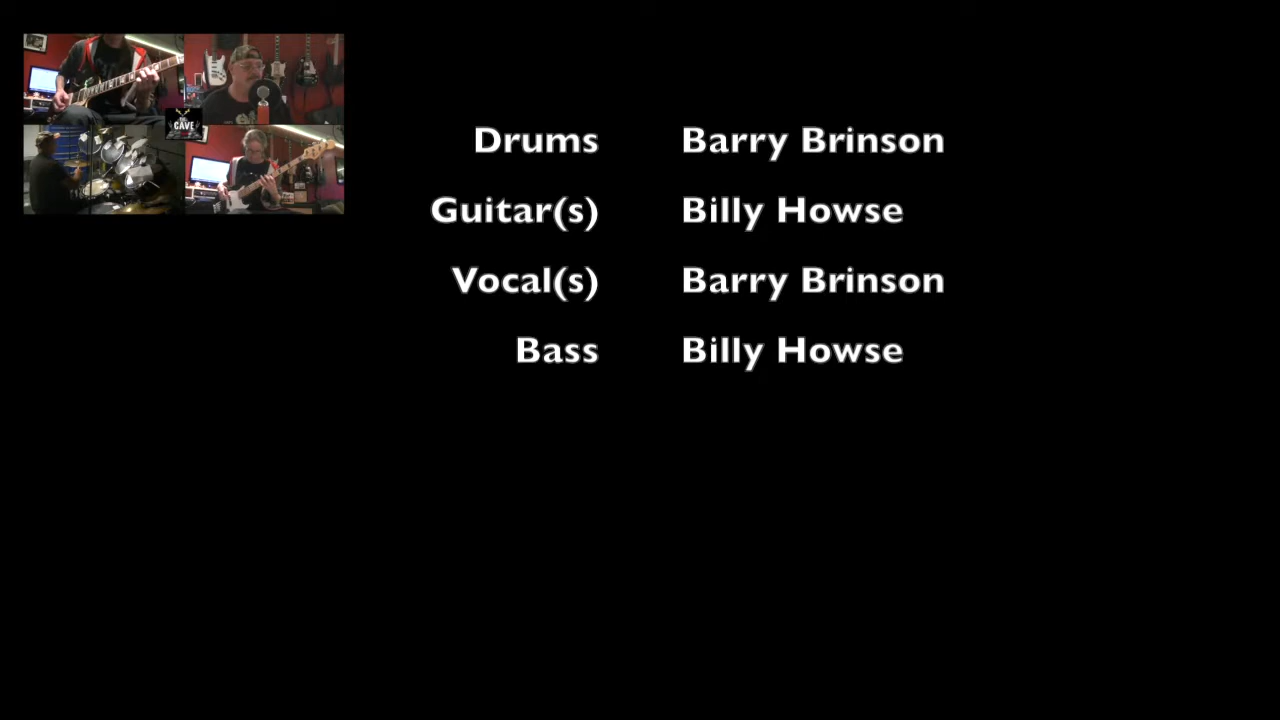 CAVE
Drums Barry Brinson
Guitar(s) Billy Howse
Vocal(s) Barry Brinson
Bass Billy Howse